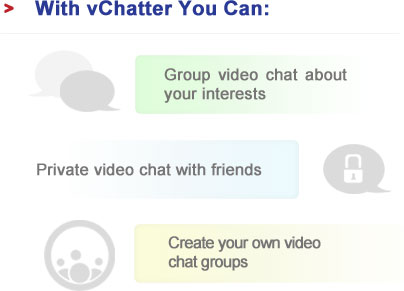 > With vChatter You Can:
Group video chat about
your interests
Private video chat with friends
Create your own video
chat groups